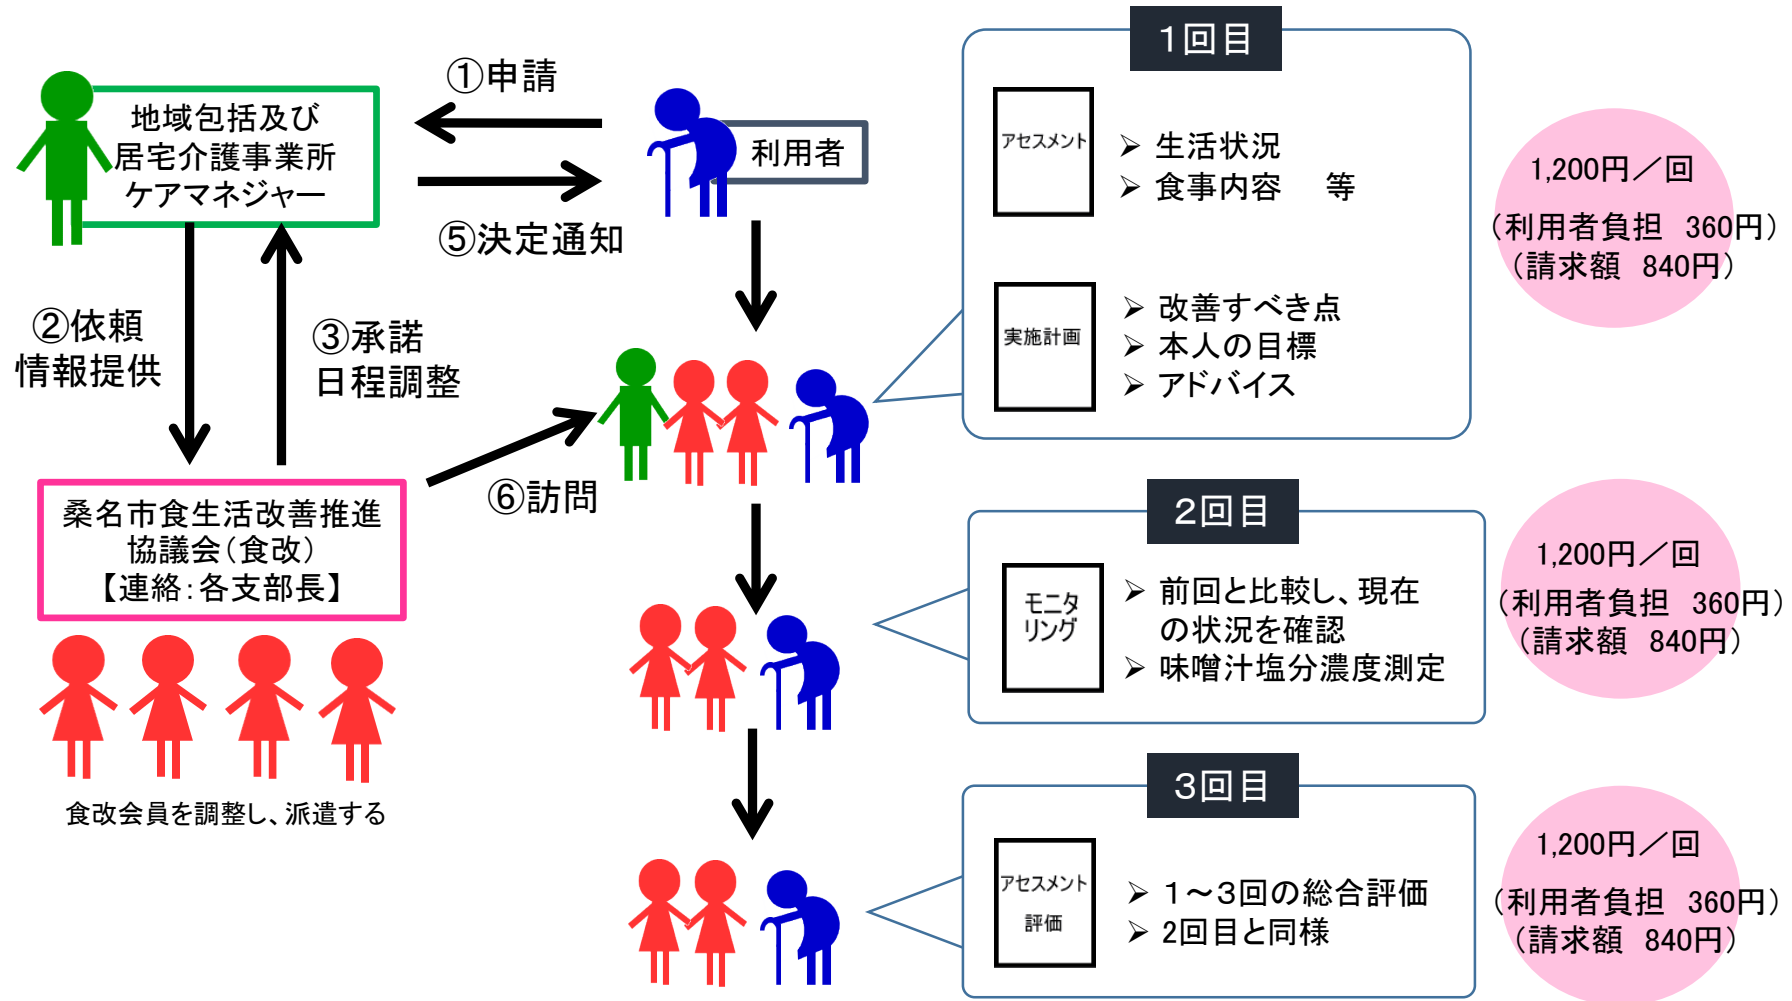 ①申請
地域包括及び
居宅介護事業所
ケアマネジャー
利用者
⑤決定通知
②依頼
情報提供
③承諾
日程調整
⑥訪問
桑名市食生活改善推進
協議会（食改）
【連絡：各支部長】
食改会員を調整し、派遣する
１回目
アセスメント
➢ 生活状況
➢ 食事内容　等
実施計画
➢ 改善すべき点
➢ 本人の目標
➢ アドバイス
1,200円／回
（利用者負担　360円）
（請求額　840円）
２回目
モニタ
リング
➢ 前回と比較し、現在
の状況を確認
➢ 味噌汁塩分濃度測定
1,200円／回
（利用者負担　360円）
（請求額　840円）
３回目
アセスメント
評価
➢ １～３回の総合評価
➢ 2回目と同様
1,200円／回
（利用者負担　360円）
（請求額　840円）